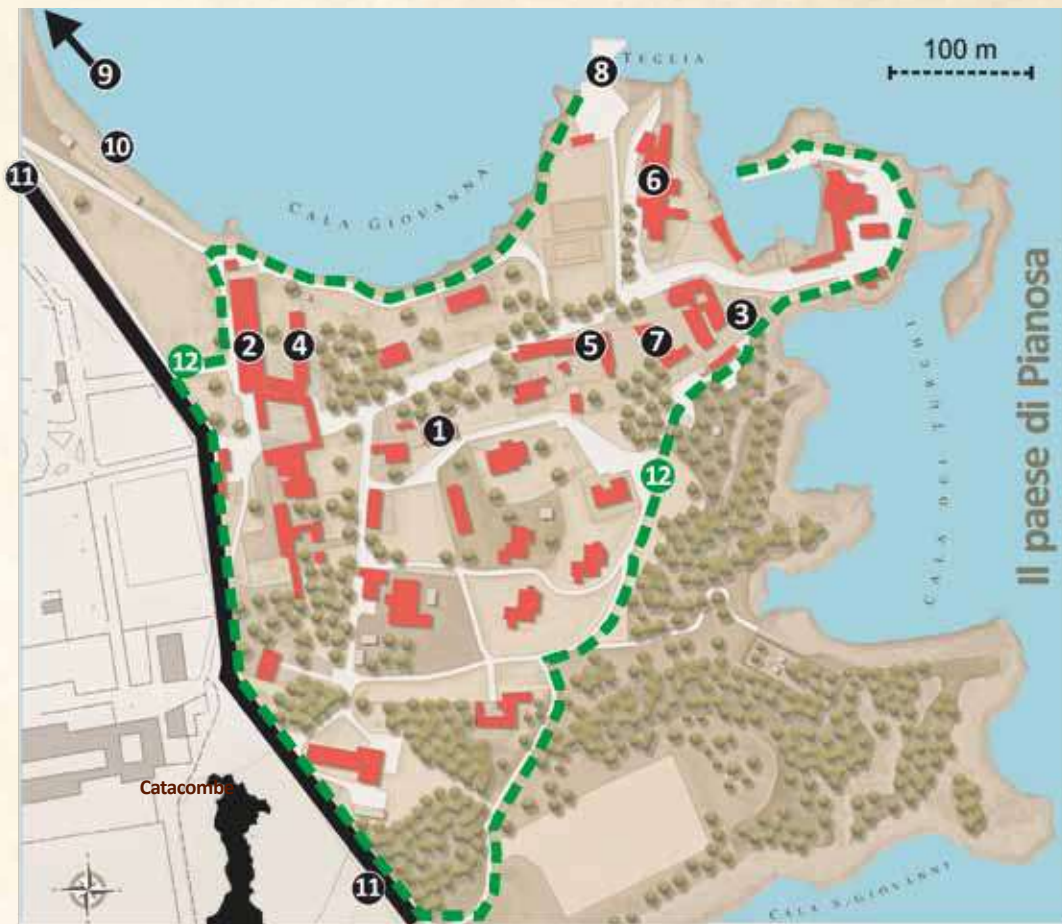 9
8
TEGLIA
100 m
10
11
CALA GIOVANNA
6
12
2
4
5
7
3
1
12
CALA DEI TURCHI
Il paese di Pianosa
Catacombe
11
CALA S/GIOVANNI